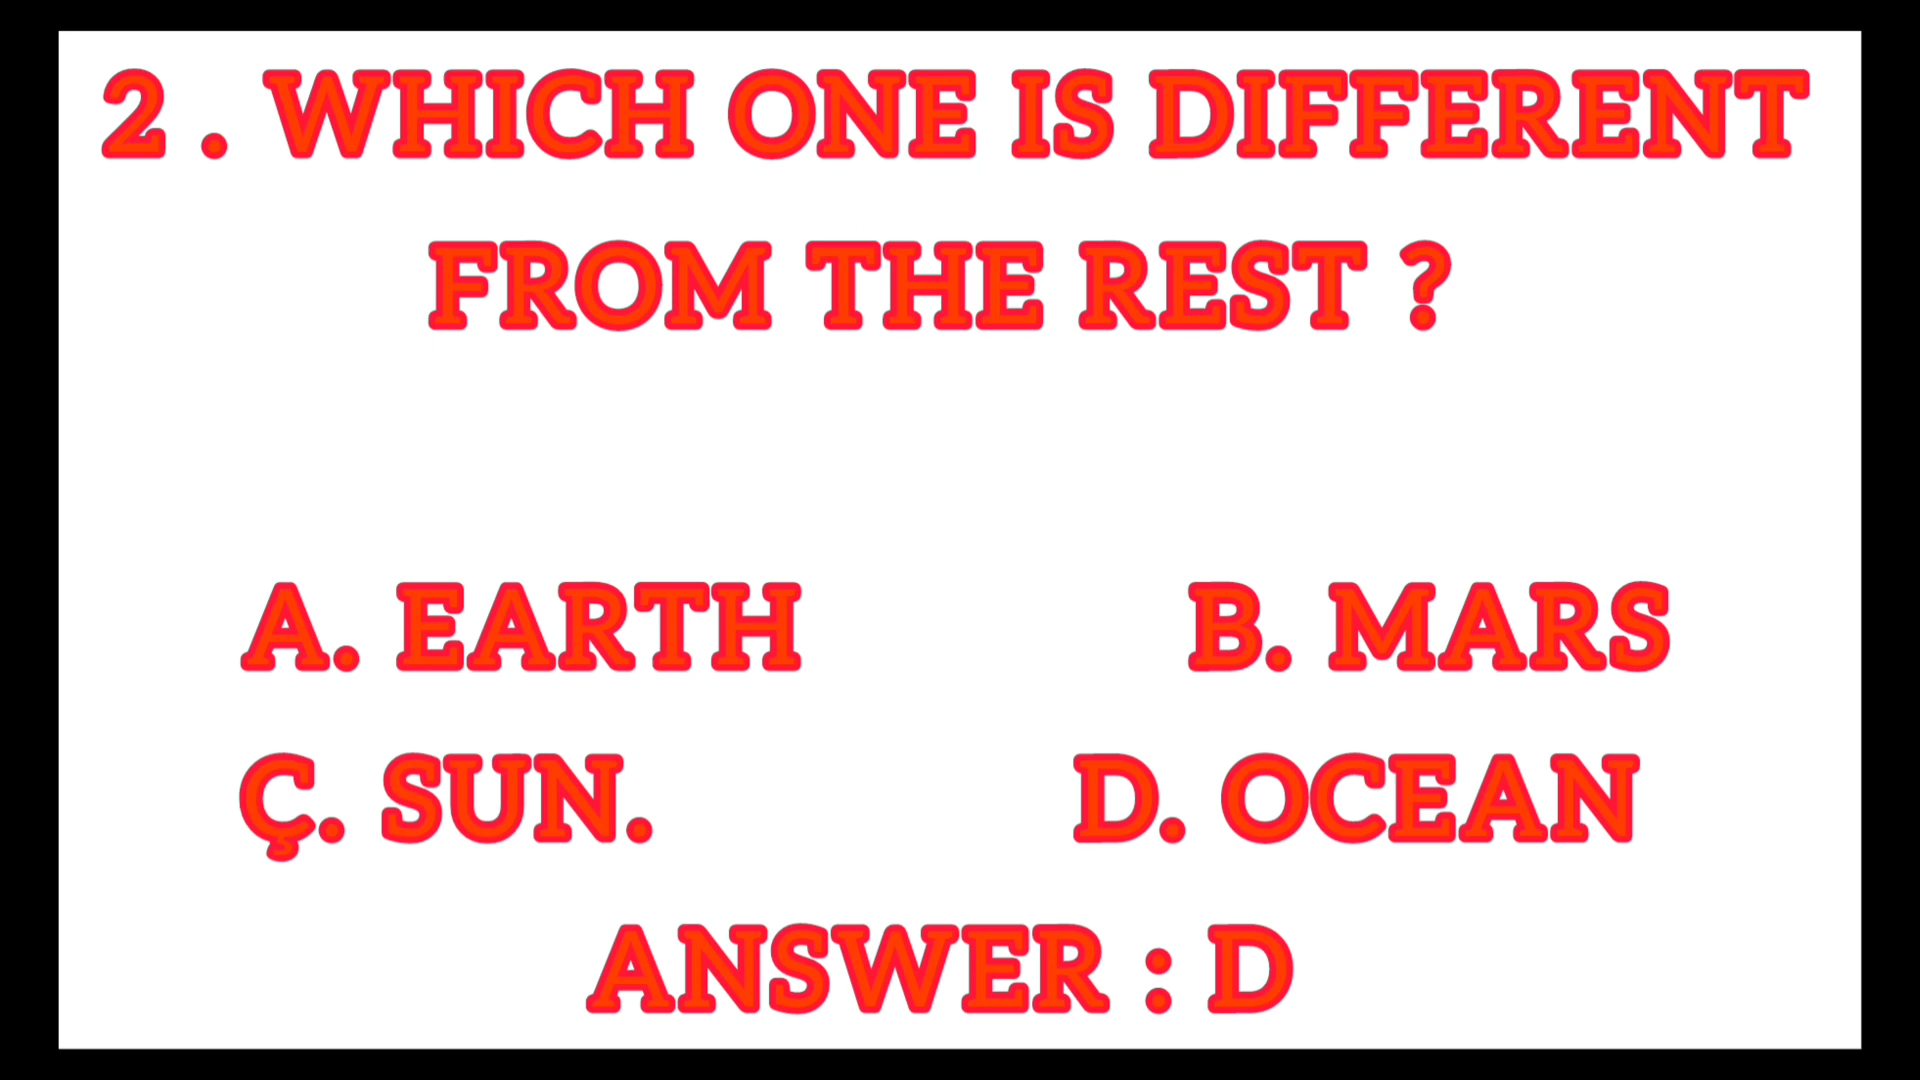 2 . WHICH ONE IS DIFFERENT
FROM THE REST ?
A. EARTH B. MARS
Ç. SUN. D. OCEAN
ANSWER : D